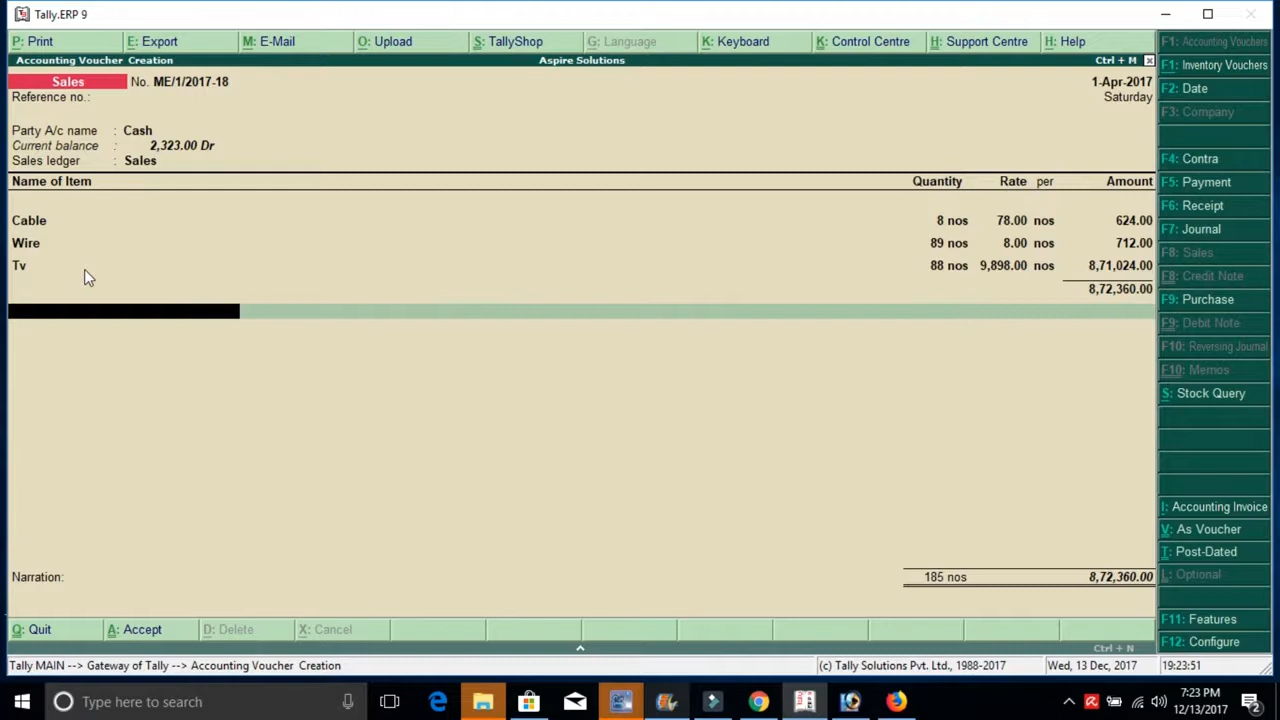 Tally.ERP 9
P: Print E: Export M: E-Mail O: Upload S: TallyShop G: Language K: Keyboard K: Control Centre H: Support Centre H: Help F1: Accounting Vouchers
Accounting Voucher Creation Aspire Solutions Ctrl + M
F1: Inventory Vouchers
Sales No. ME/1/2017-18 1-Apr-2017
F2: Date
Reference no.: Saturday
F3: Company
Party A/c name : Cash
Current balance : 2,323.00 Dr
Sales ledger : Sales
F4: Contra
Name of Item Quantity Rate per Amount
F5: Payment
F6: Receipt
Cable 8 nos 78.00 nos 624.00
F7: Journal
Wire 89 nos 8.00 nos 712.00
F8: Sales
Tv 88 nos 9,898.00 nos 8,71,024.00
F8: Credit Note
8,72,360.00
F9: Purchase
F9: Debit Note
F10: Reversing Journal
F10: Memos
S: Stock Query
I: Accounting Invoice
V: As Voucher
T: Post-Dated
L: Optional
Narration: 185 nos 8,72,360.00
F11: Features
Q: Quit A: Accept D: Delete X: Cancel
F12: Configure
Ctrl + N
Tally MAIN --> Gateway of Tally --> Accounting Voucher Creation (c) Tally Solutions Pvt. Ltd., 1988-2017 Wed, 13 Dec, 2017 19:23:51
Type here to search
7:23 PM
12/13/2017
2